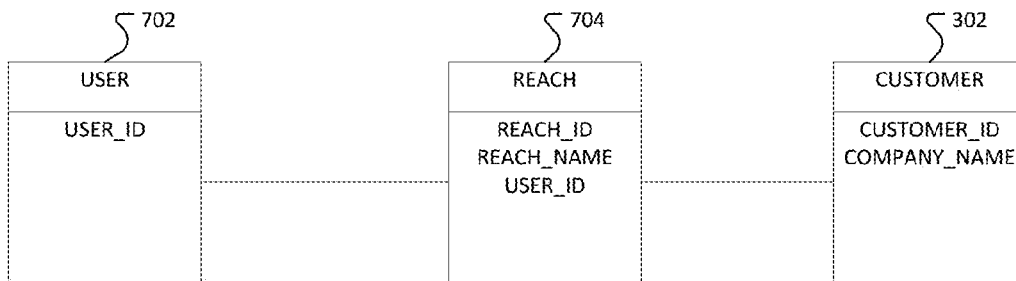 702
704
302
USER
REACH
CUSTOMER
USER_ID
REACH_ID
REACH_NAME
USER_ID
CUSTOMER_ID
COMPANY_NAME